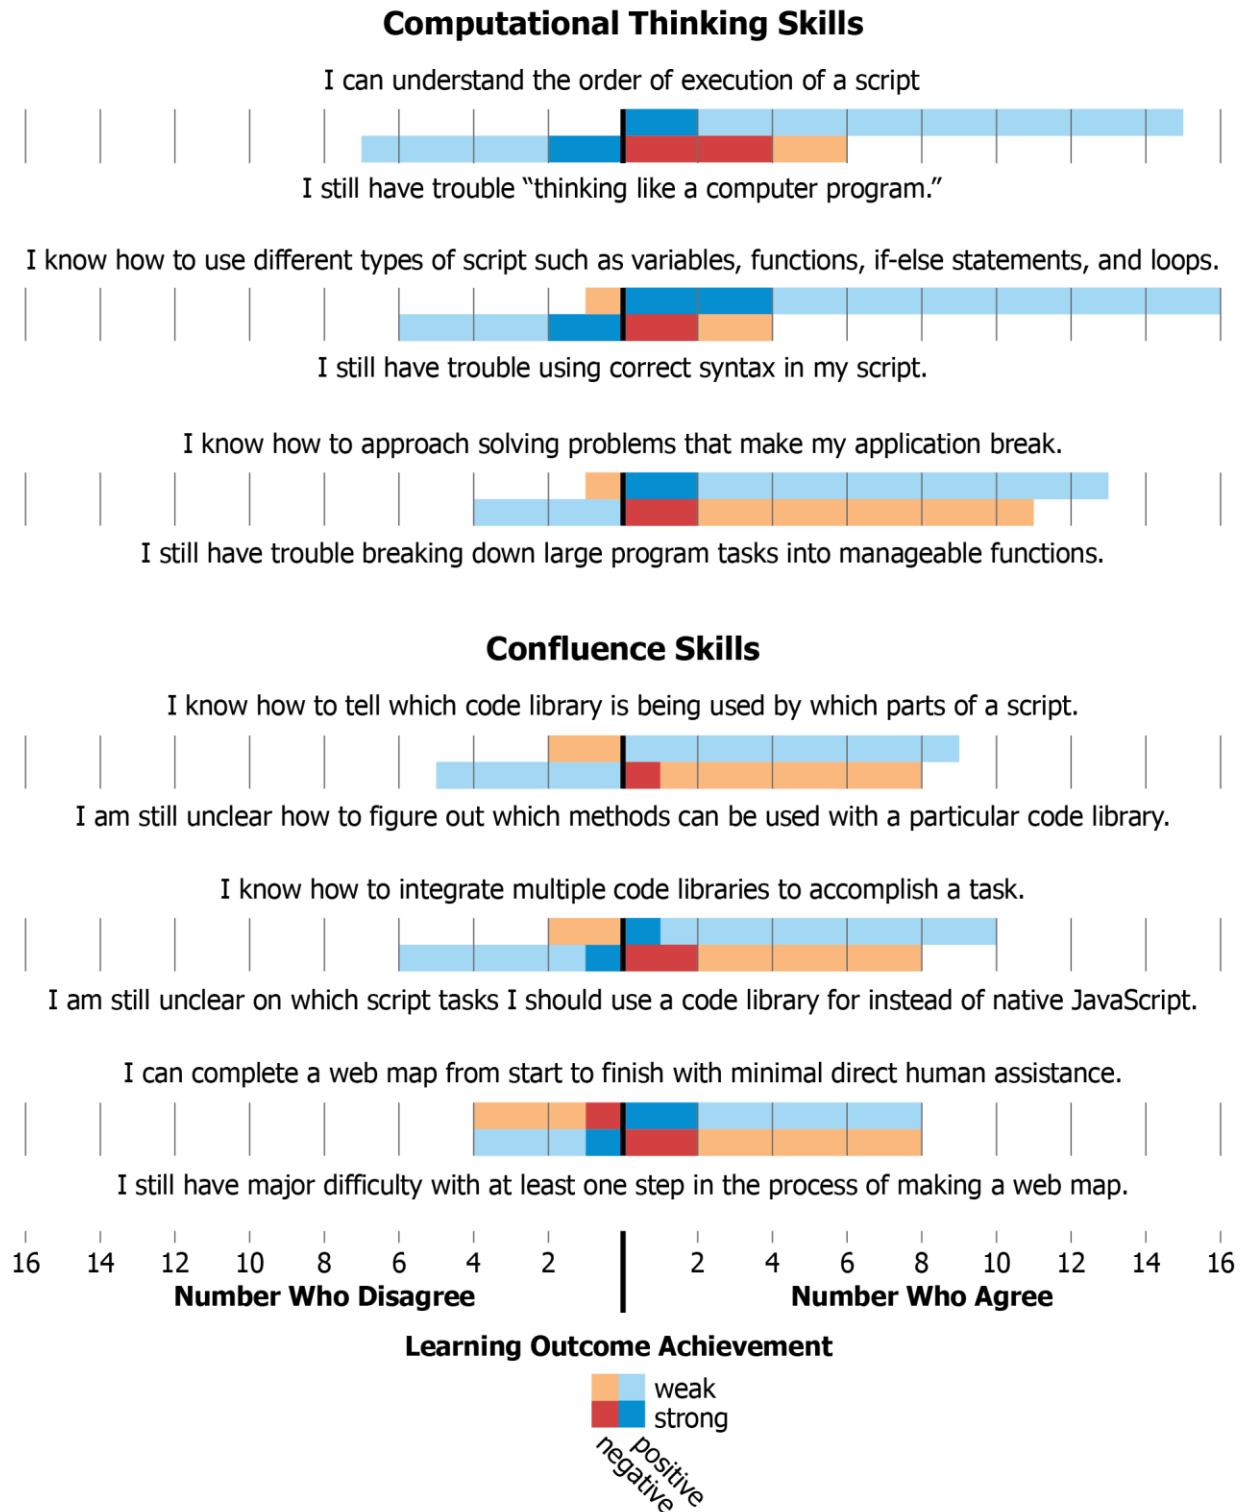 Computational Thinking Skills
I can understand the order of execution of a script
I still have trouble “thinking like a computer program.”
I know how to use different types of script such as variables, functions, if-else statements, and loops.
I still have trouble using correct syntax in my script.
I know how to approach solving problems that make my application break.
I still have trouble breaking down large program tasks into manageable functions.
Confluence Skills
I know how to tell which code library is being used by which parts of a script.
I am still unclear how to figure out which methods can be used with a particular code library.
I know how to integrate multiple code libraries to accomplish a task.
I am still unclear on which script tasks I should use a code library for instead of native JavaScript.
I can complete a web map from start to finish with minimal direct human assistance.
I still have major difficulty with at least one step in the process of making a web map.
16 14 12 10 8 6 4 2 2 4 6 8 10 12 14 16
Number Who Disagree Number Who Agree
Learning Outcome Achievement
weak
strong
negative
positive